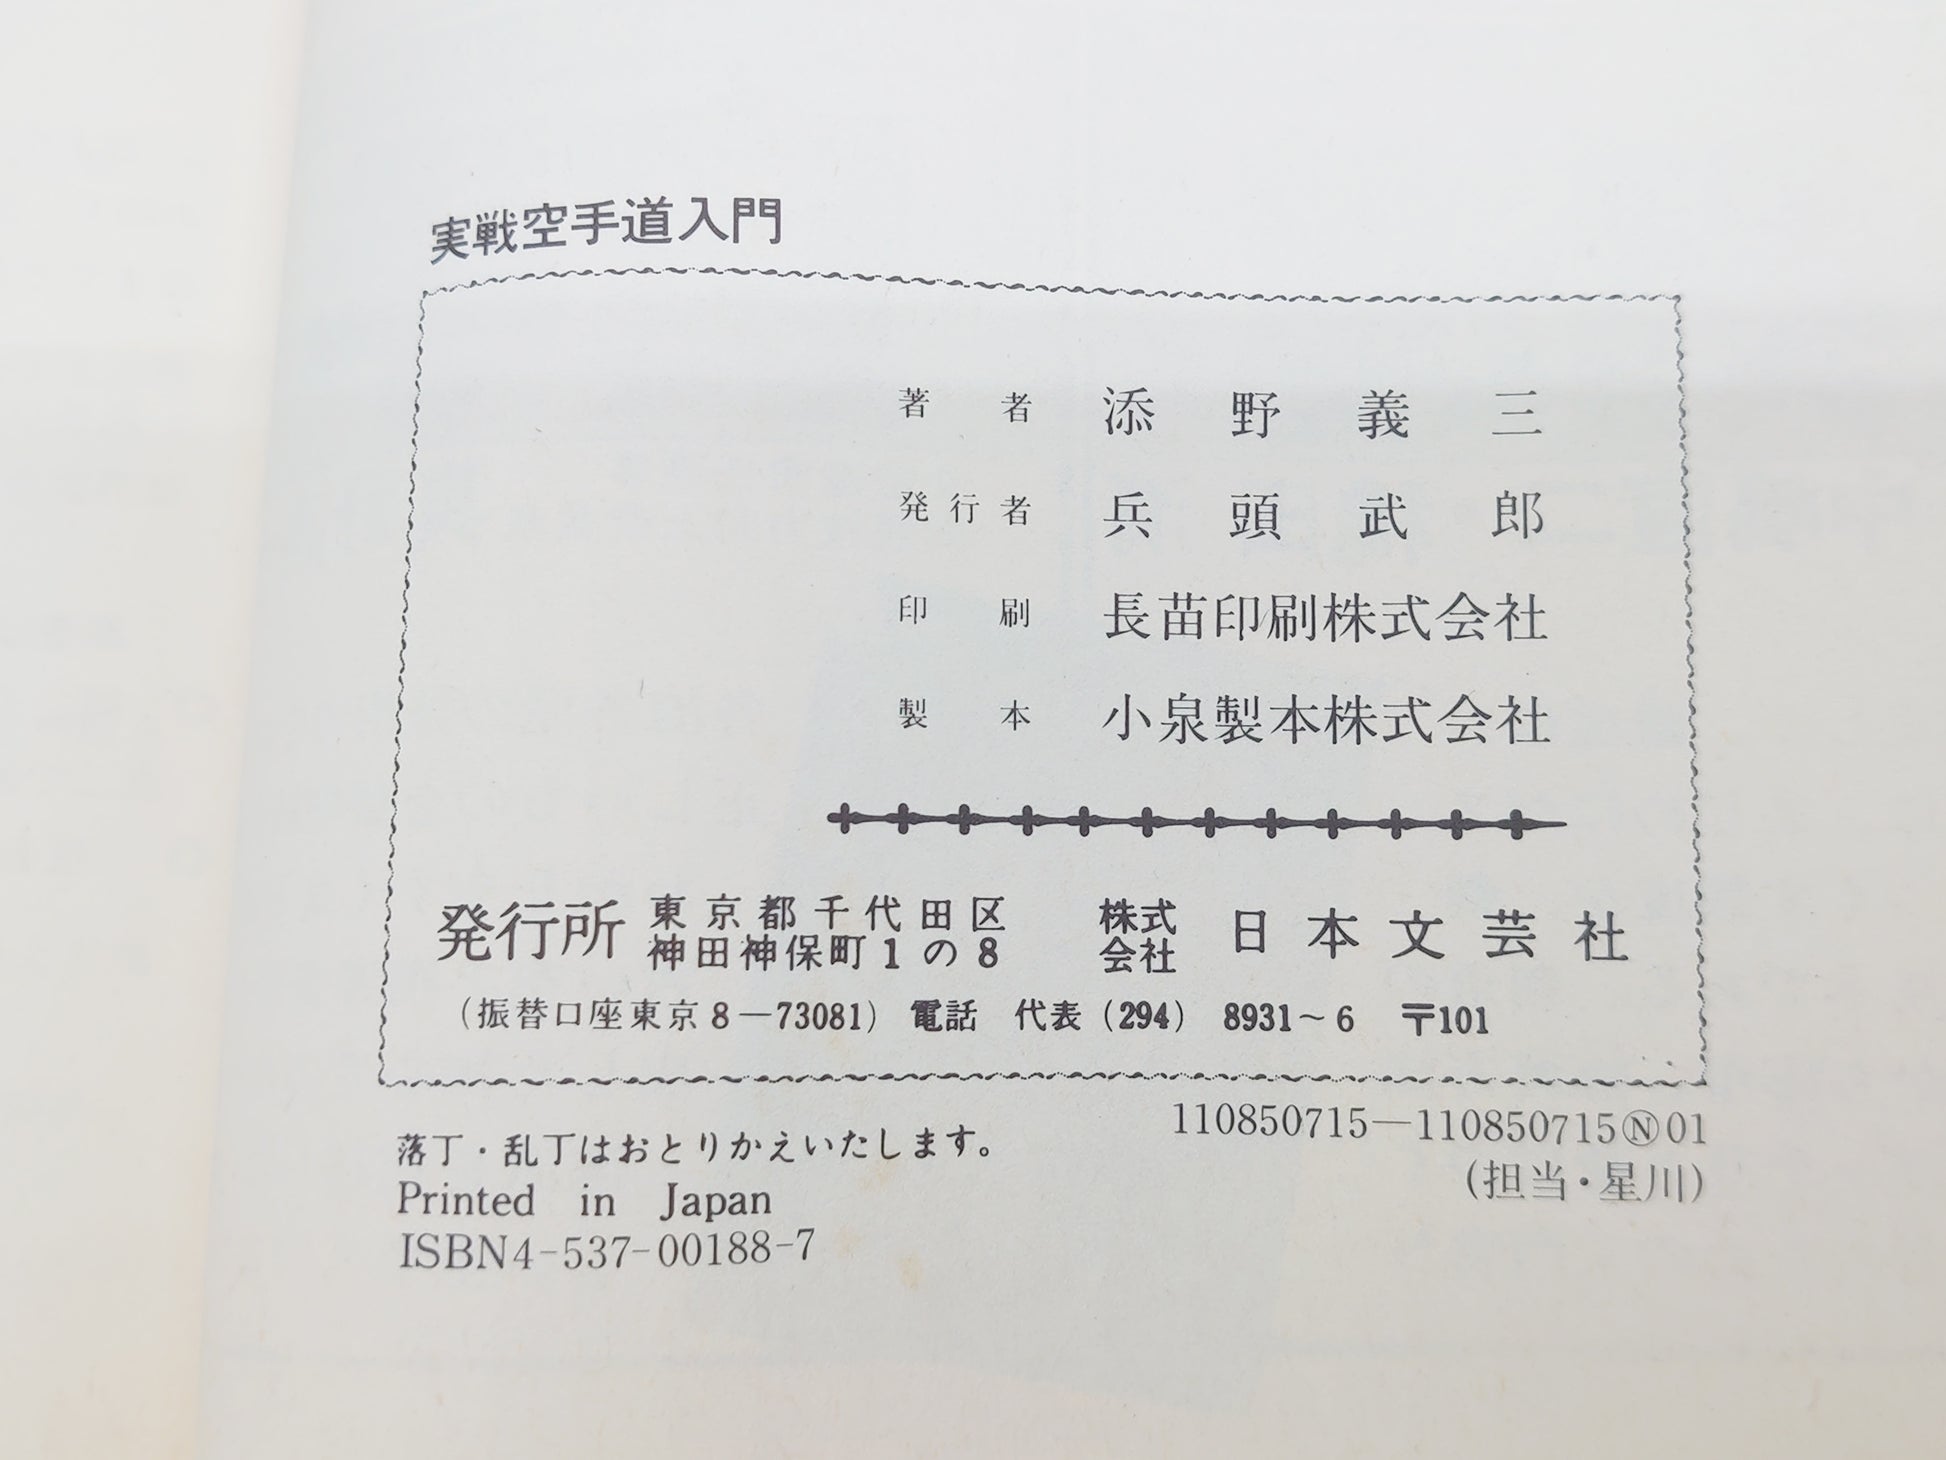 実戦空手道入門
著者 添野義三
発行者 兵頭武郎
印刷 長苗印刷株式会社
製本 小泉製本株式会社
発行所 東京都千代田区 株式 日本文芸社
神田神保町1の8 会社
(振替口座東京8-73081) 電話 代表(294) 8931~6 〒101
110850715—110850715Ⓝ01
(担当・星川)
落丁・乱丁はおとりかえいたします。
Printed in Japan
ISBN4-537-00188-7